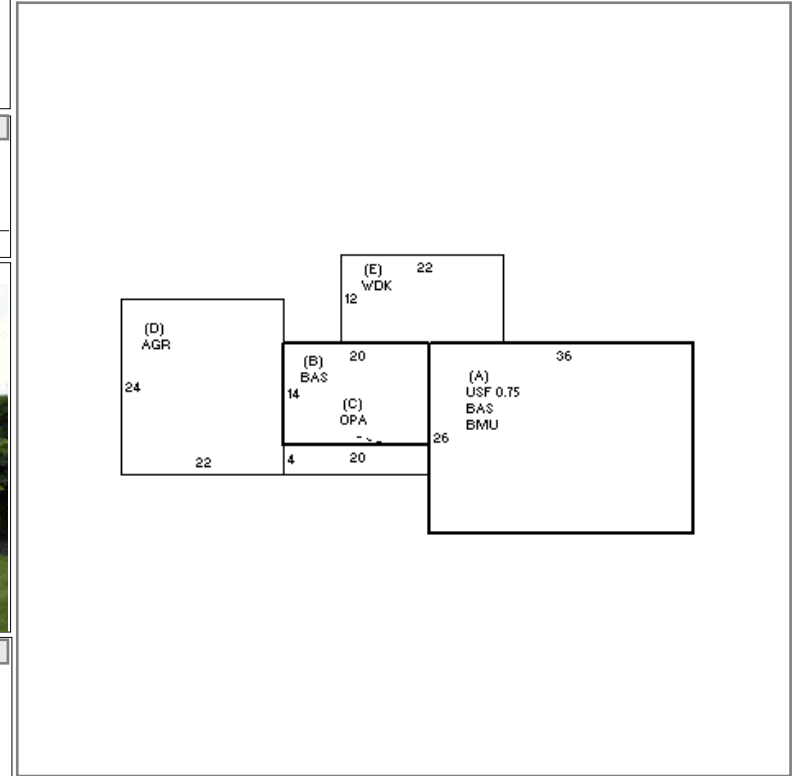 (E)
22
WDK
12
(D)
AGR
24
22
(B)
20
BAS
14
(C)
OPA
4
20
36
(A)
USF 0.75
BAS
BMU
26